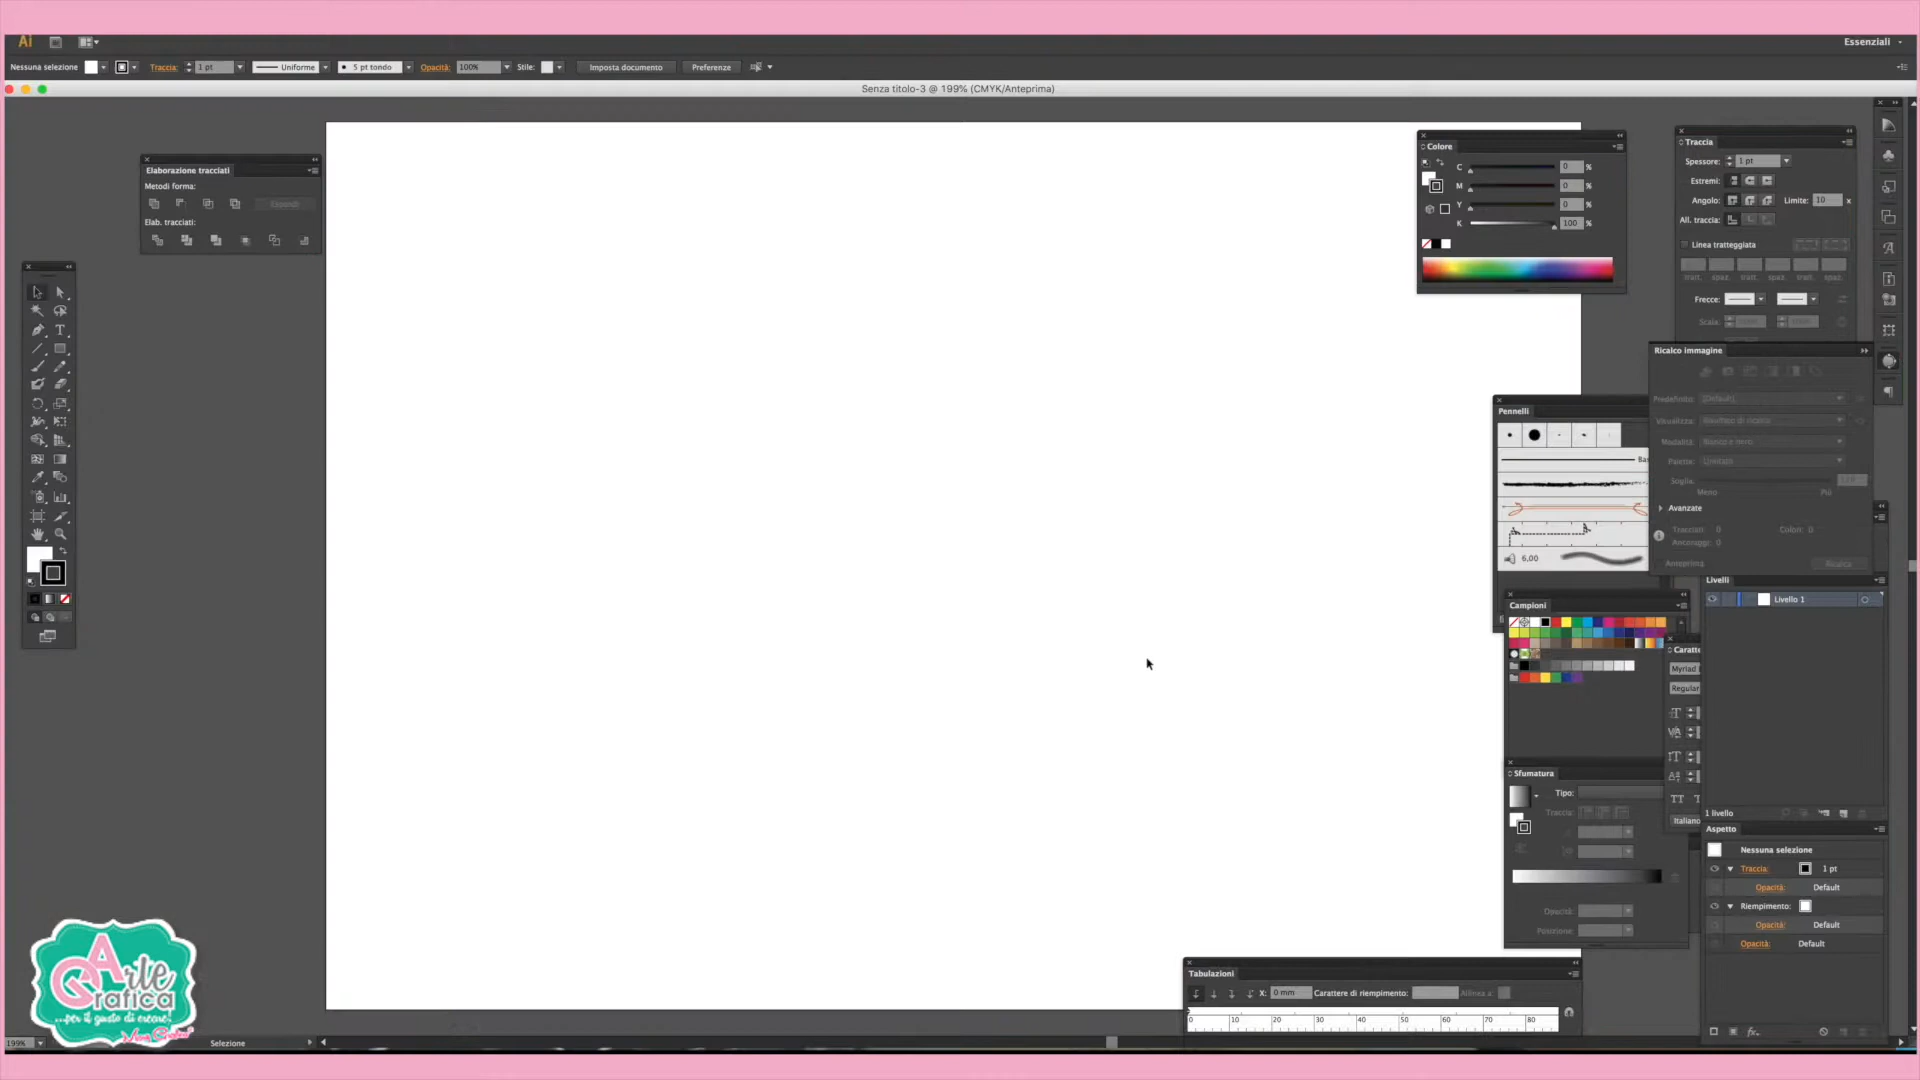 Ai
Essenziali
Nessuna selezione
Traccia:
1 pt
Uniforme
5 pt tondo
Opacità:
100%
Stile:
Imposta documento
Preferenze
Senza titolo-3 @ 199% (CMYK/Anteprima)
Elaborazione tracciati
Metodi forma:
Espandi
Elab. tracciati:
Colore
C 0 %
M 0 %
Y 0 %
K 100 %
Traccia
Spessore: 1 pt
Estremi:
Angolo:
Limite: 10 x
All. traccia:
Linea tratteggiata
tratt. spaz. tratt. spaz. tratt. spaz.
Frecce:
Scala:
Ricalco immagine
Predefinito: [Default]
Visualizza: Risultato di ricalco
Modalità: Bianco e nero
Palette: Limitato
Soglia:
Meno Più
Avanzate
Tracciati: 0 Colori: 0
Ancoraggi: 0
Anteprima
Ricalca
Pennelli
Bas
6,00
Campioni
Caratte
Myriad
Regular
Italiano
Sfumatura
Tipo:
Traccia:
Opacità:
Posizione:
Livelli
Livello 1
1 livello
Aspetto
Nessuna selezione
Traccia: 1 pt
Opacità: Default
Riempimento:
Opacità: Default
Opacità: Default
Tabulazioni
X: 0 mm Carattere di riempimento: Allinea a:
0 10 20 30 40 50 60 70 80
199%
Selezione
Arte
Grafica
...per il gusto di creare!